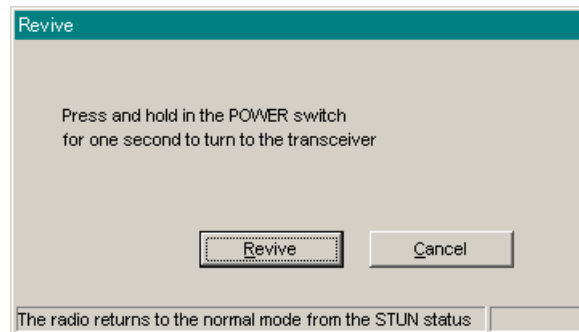 Revive
Press and hold in the POWER switch
for one second to turn to the transceiver
Revive
Cancel
The radio returns to the normal mode from the STUN status